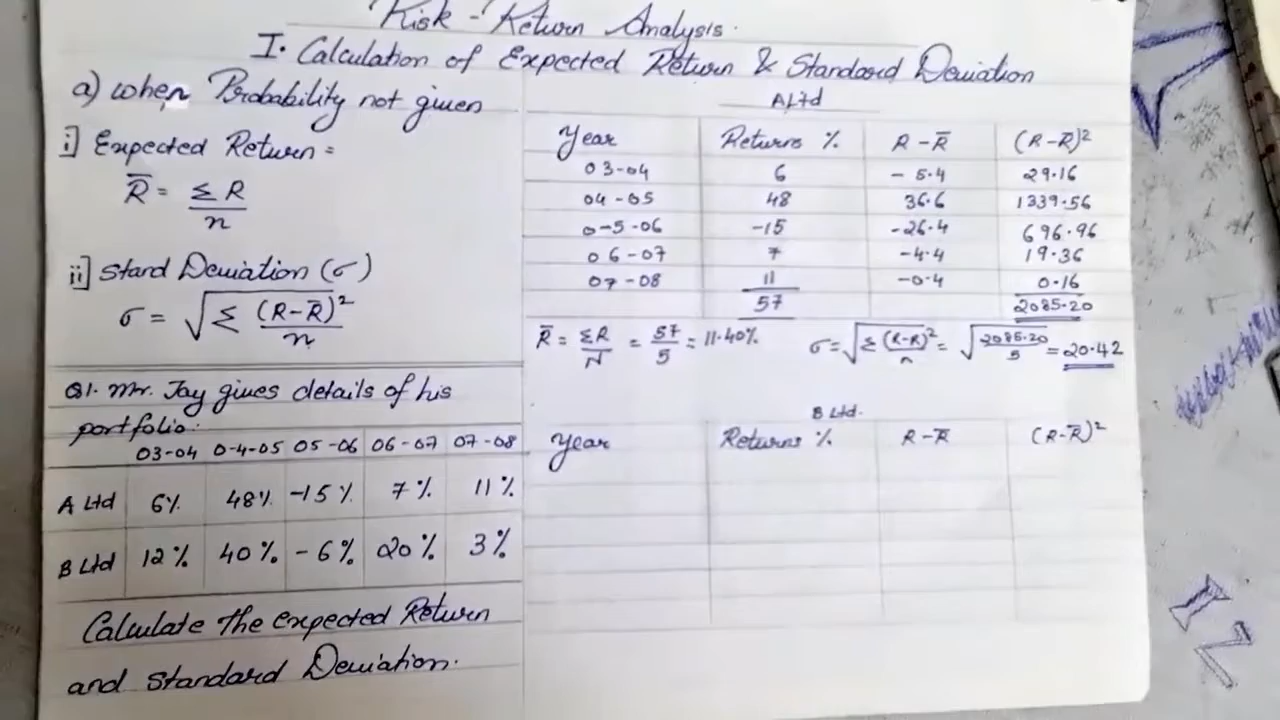 Risk - Return Analysis.
I. Calculation of Expected Return & Standard Deviation
a) when Probability not given
i] Expected Return =
R̅ = ΣR / n
ii] Stard Deviation (σ)
σ = √Σ (R-R̅)² / n
Q1. Mr. Jay gives details of his
portfolio.
03-04 0-4-05 05-06 06-07 07-08
A Ltd 6% 48% -15% 7% 11%
B Ltd 12% 40% -6% 20% 3%
Calculate the expected Return
and Standard Deviation.
A Ltd
Year Returns % R-R̅ (R-R̅)²
03-04 6 -5.4 29.16
04-05 48 36.6 1339.56
0-5-06 -15 -26.4 696.96
06-07 7 -4.4 19.36
07-08 11 -0.4 0.16
57 2085.20
R̅ = ΣR / N = 57 / 5 = 11.40% σ = √Σ (R-R)² / n = √2085.20 / 5 = 20.42
B Ltd.
Year Returns % R-R̅ (R-R̅)²